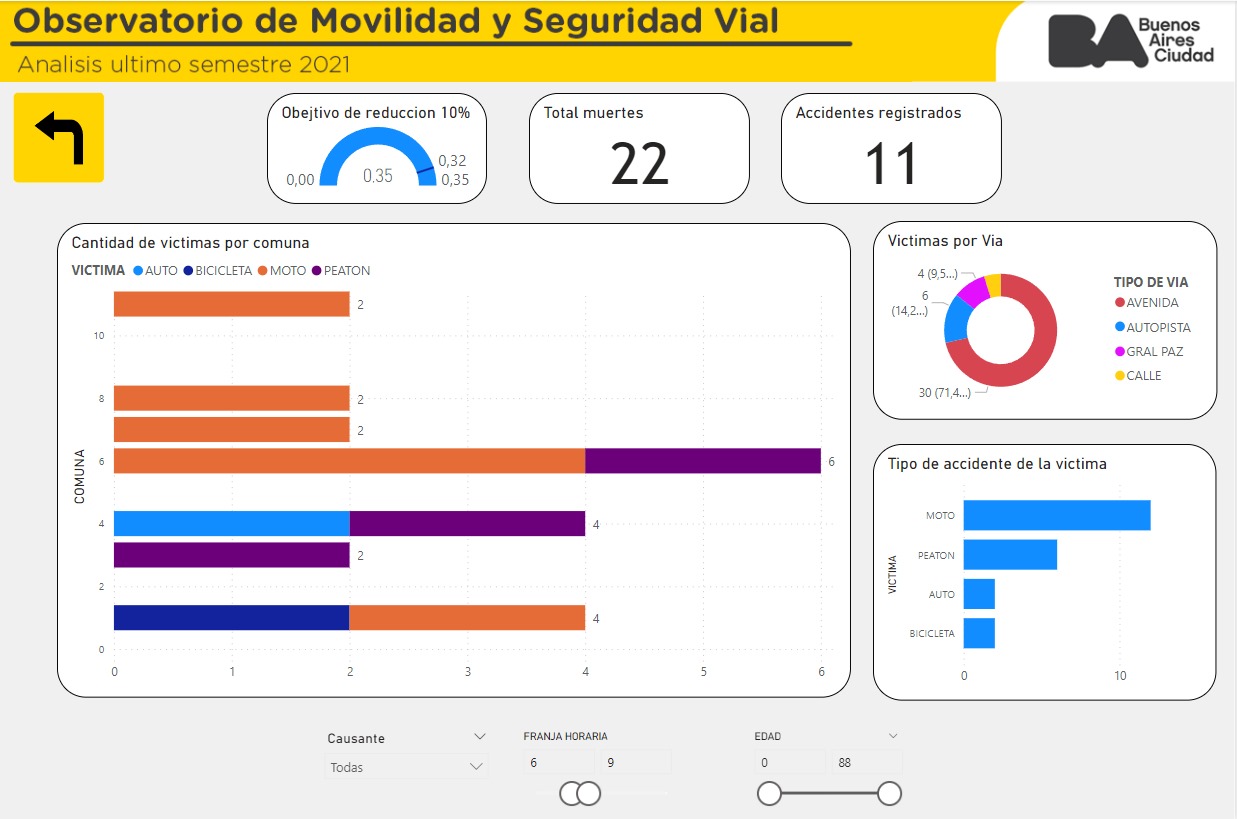 Observatorio de Movilidad y Seguridad Vial
Analisis ultimo semestre 2021
BA Buenos
Aires
Ciudad
Obejtivo de reduccion 10%
0,00
0,35
0,32
0,35
Total muertes
22
Accidentes registrados
11
Cantidad de victimas por comuna
VICTIMA AUTO BICICLETA MOTO PEATON
2
10
8
2
2
6
6
4
4
2
2
4
0
COMUNA
0 1 2 3 4 5 6
Victimas por Via
4 (9,5...)
6
(14,2...)
30 (71,4...)
TIPO DE VIA
AVENIDA
AUTOPISTA
GRAL PAZ
CALLE
Tipo de accidente de la victima
VICTIMA
MOTO
PEATON
AUTO
BICICLETA
0 10
Causante
Todas
FRANJA HORARIA
6 9
EDAD
0 88